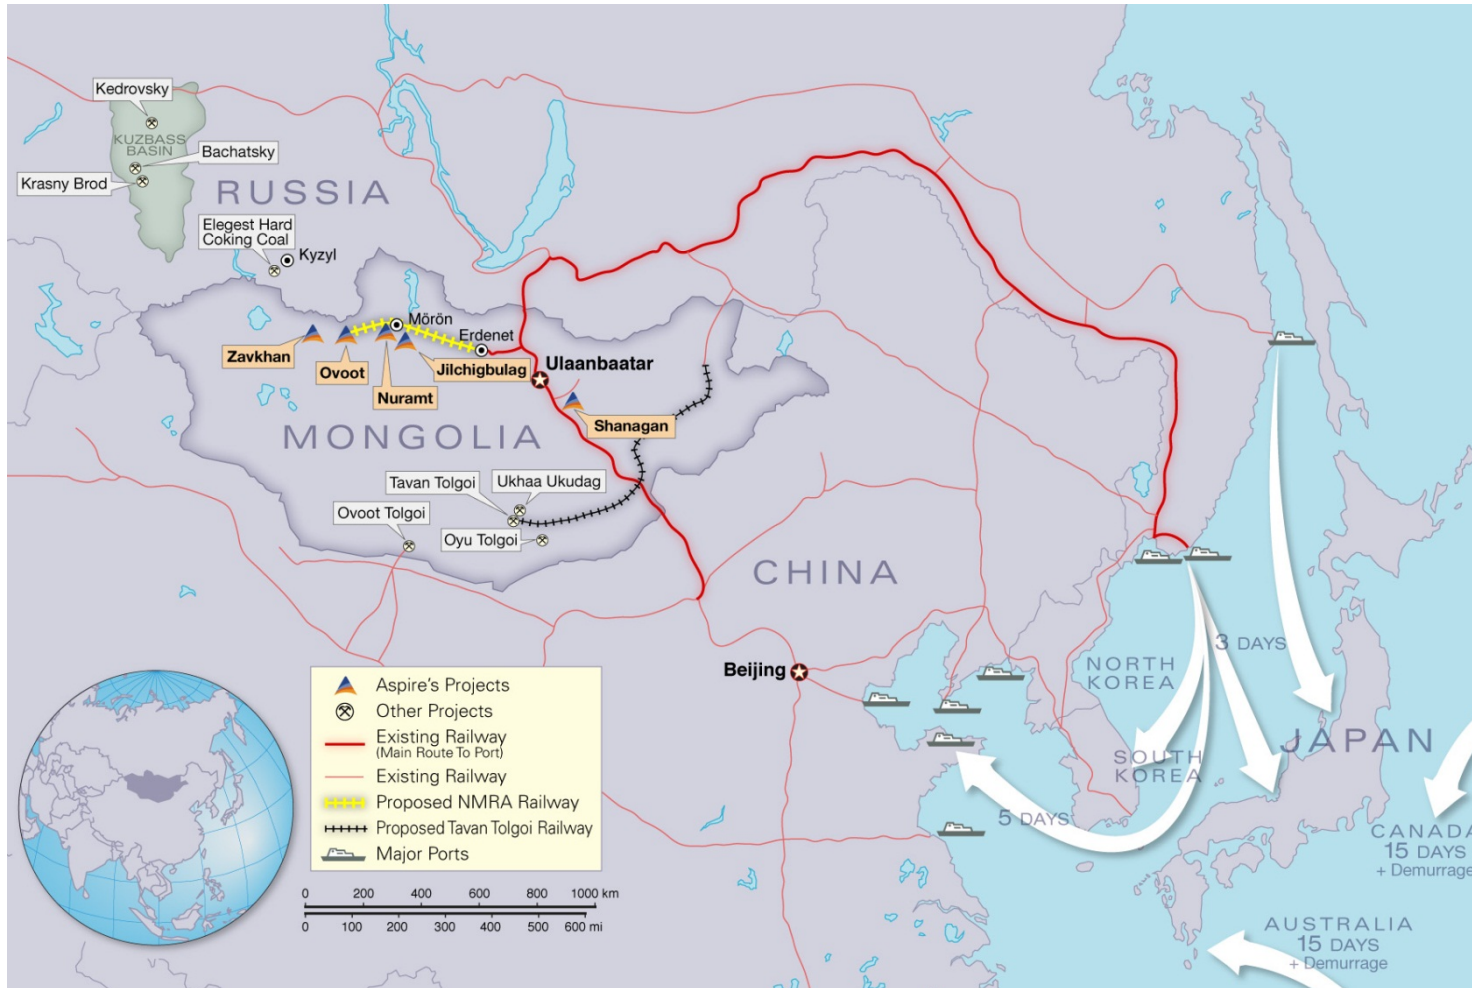 Kedrovsky
KUZBASS
BASIN
Bachatsky
Krasny Brod
RUSSIA
Elegest Hard
Coking Coal
Kyzyl
Mörön
Erdenet
Zavkhan
Ovoot
Nuramt
Jilchigbulag
Ulaanbaatar
Shanagan
MONGOLIA
Tavan Tolgoi
Ukhaa Ukudag
Ovoot Tolgoi
Oyu Tolgoi
CHINA
Beijing
NORTH
KOREA
3 DAYS
SOUTH
KOREA
JAPAN
5 DAYS
CANADA
15 DAYS
+ Demurrage
AUSTRALIA
15 DAYS
+ Demurrage
Aspire's Projects
Other Projects
Existing Railway
(Main Route To Port)
Existing Railway
Proposed NMRA Railway
Proposed Tavan Tolgoi Railway
Major Ports
0 200 400 600 800 1000 km
0 100 200 300 400 500 600 mi